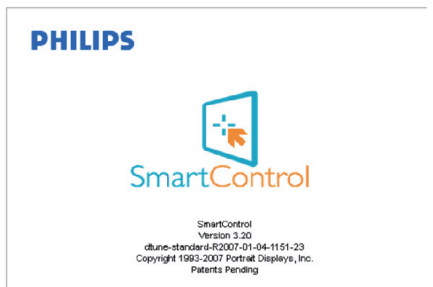 PHILIPS
SmartControl
SmartControl
Version 3.20
dtune-standard-R2007-01-04-1151-23
Copyright 1993-2007 Portrait Displays, Inc.
Patents Pending